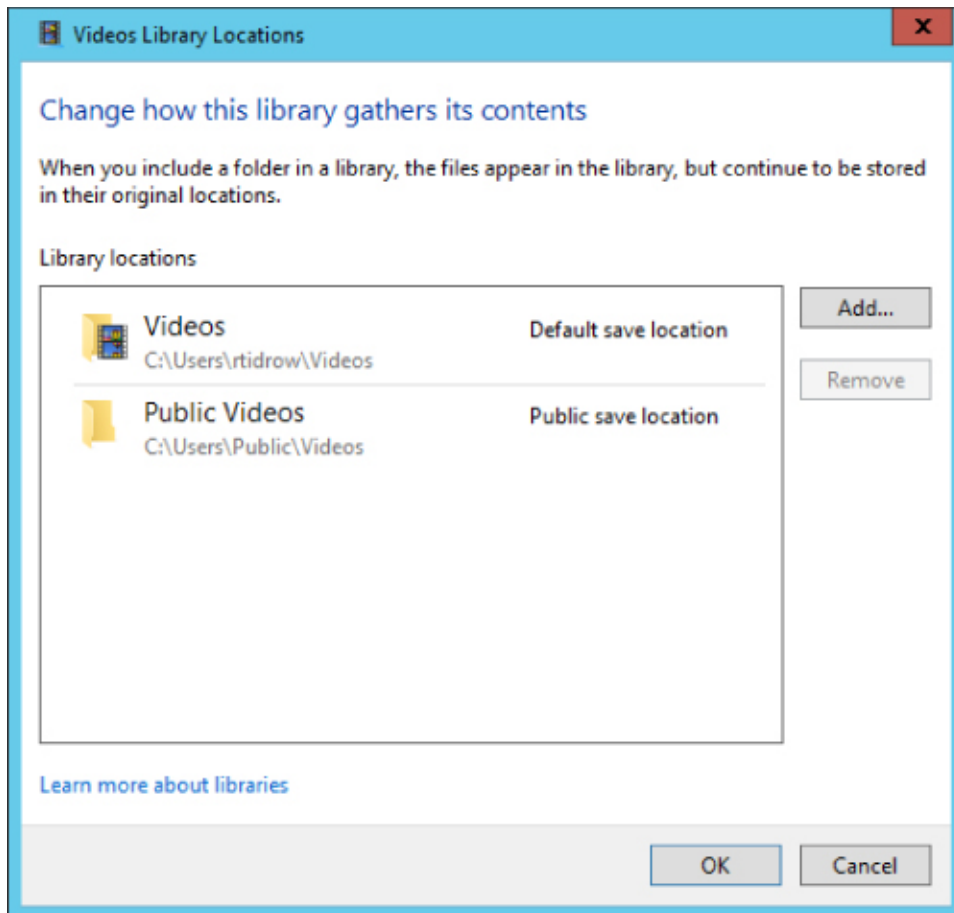 Videos Library Locations
x
Change how this library gathers its contents
When you include a folder in a library, the files appear in the library, but continue to be stored
in their original locations.
Library locations
Videos
Default save location
C:\Users\rtidrow\Videos
Public Videos
Public save location
C:\Users\Public\Videos
Add...
Remove
Learn more about libraries
OK
Cancel